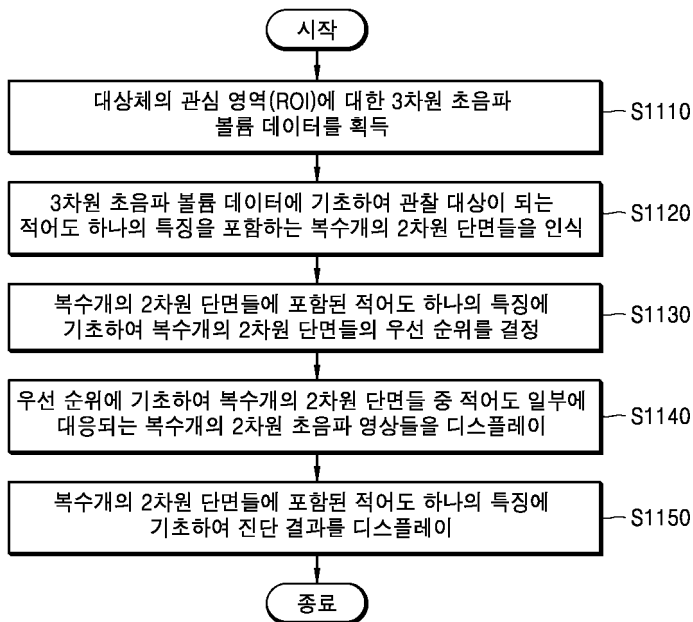 시작
대상체의 관심 영역(ROI)에 대한 3차원 초음파
볼륨 데이터를 획득
S1110
3차원 초음파 볼륨 데이터에 기초하여 관찰 대상이 되는
적어도 하나의 특징을 포함하는 복수개의 2차원 단면들을 인식
S1120
복수개의 2차원 단면들에 포함된 적어도 하나의 특징에
기초하여 복수개의 2차원 단면들의 우선 순위를 결정
S1130
우선 순위에 기초하여 복수개의 2차원 단면들 중 적어도 일부에
대응되는 복수개의 2차원 초음파 영상들을 디스플레이
S1140
복수개의 2차원 단면들에 포함된 적어도 하나의 특징에
기초하여 진단 결과를 디스플레이
S1150
종료